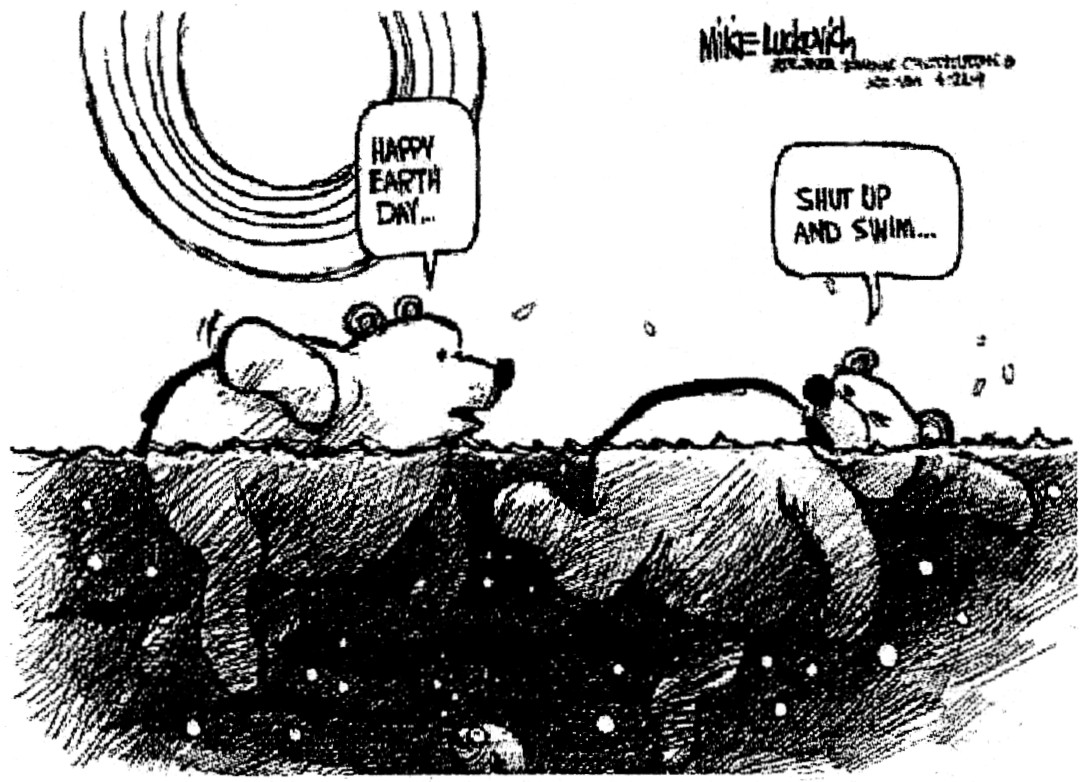 MIKE Luckovich
HAPPY
EARTH
DAY...
SHUT UP
AND SWIM...